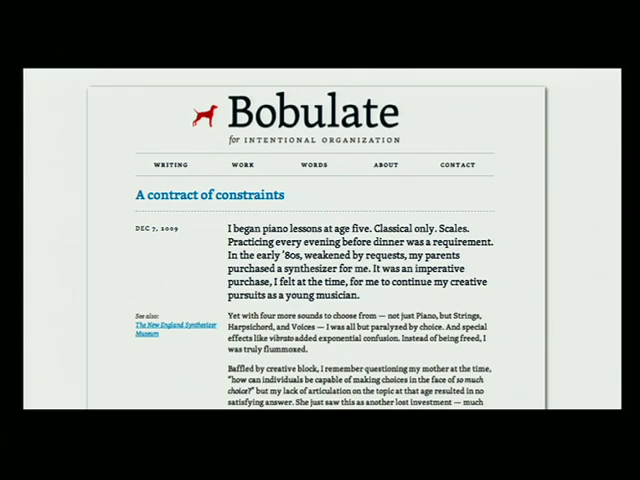 Bobulate
for INTENTIONAL ORGANIZATION
WRITING WORK WORDS ABOUT CONTACT
A contract of constraints
DEC 7, 2009
I began piano lessons at age five. Classical only. Scales.
Practicing every evening before dinner was a requirement.
In the early '80s, weakened by requests, my parents
purchased a synthesizer for me. It was an imperative
purchase, I felt at the time, for me to continue my creative
pursuits as a young musician.
See also:
The New England Synthesizer
Museum
Yet with four more sounds to choose from — not just Piano, but Strings,
Harpsichord, and Voices — I was all but paralyzed by choice. And special
effects like vibrato added exponential confusion. Instead of being freed, I
was truly flummoxed.
Baffled by creative block, I remember questioning my mother at the time,
"how can individuals be capable of making choices in the face of so much
choice?" but my lack of articulation on the topic at that age resulted in no
satisfying answer. She just saw this as another lost investment — much